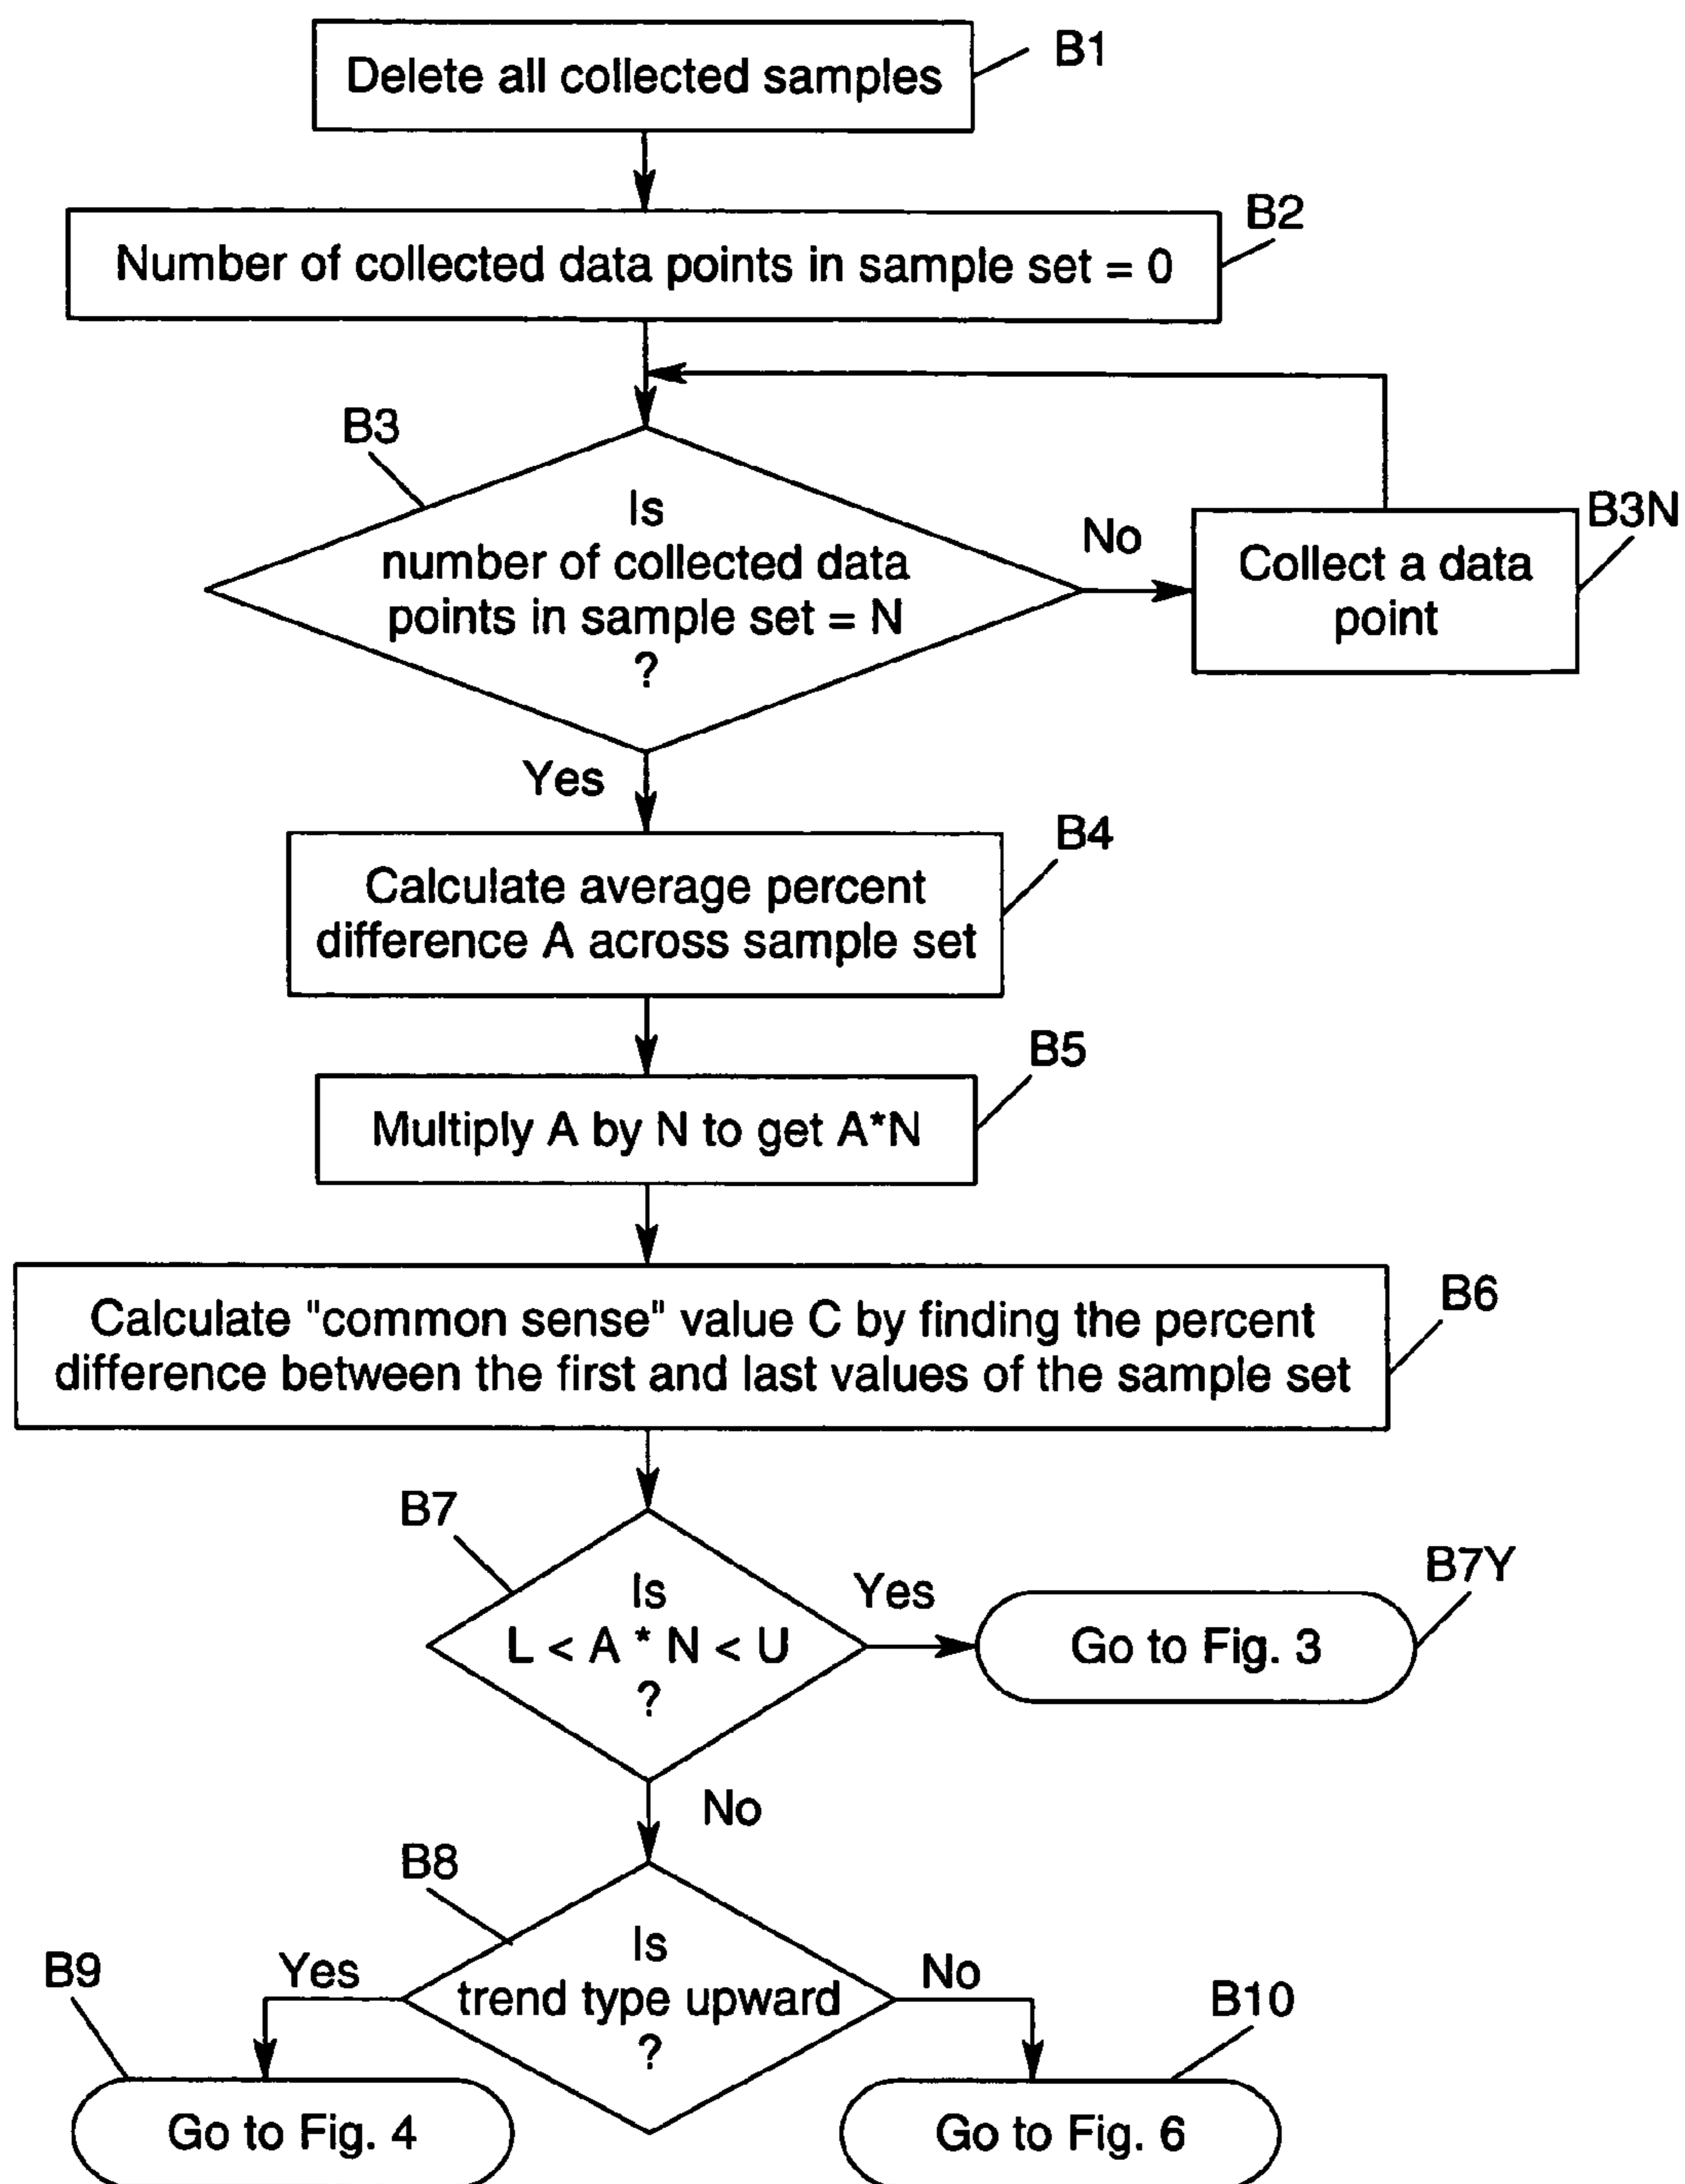 Delete all collected samples
B1
Number of collected data points in sample set = 0
B2
B3
Is
number of collected data
points in sample set = N
?
No
Collect a data
point
B3N
Yes
Calculate average percent
difference A across sample set
B4
Multiply A by N to get A*N
B5
Calculate "common sense" value C by finding the percent
difference between the first and last values of the sample set
B6
B7
Is
L < A * N < U
?
Yes
Go to Fig. 3
B7Y
No
B8
Is
trend type upward
?
Yes
B9
Go to Fig. 4
No
B10
Go to Fig. 6